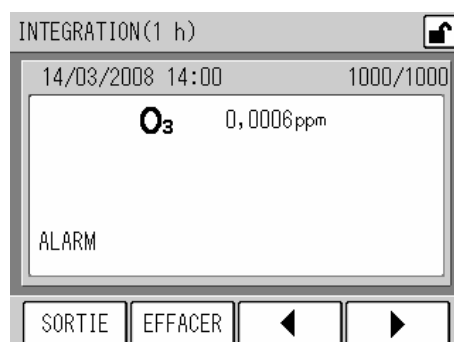 INTEGRATION(1 h)
14/03/2008 14:00 1000/1000
O₃ 0,0006ppm
ALARM
SORTIE EFFACER ◀ ▶